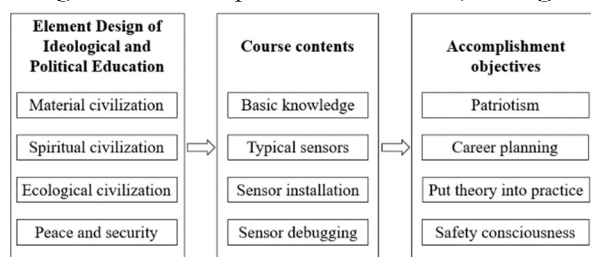 Element Design of
Ideological and
Political Education
Material civilization
Spiritual civilization
Ecological civilization
Peace and security
Course contents
Basic knowledge
Typical sensors
Sensor installation
Sensor debugging
Accomplishment
objectives
Patriotism
Career planning
Put theory into practice
Safety consciousness